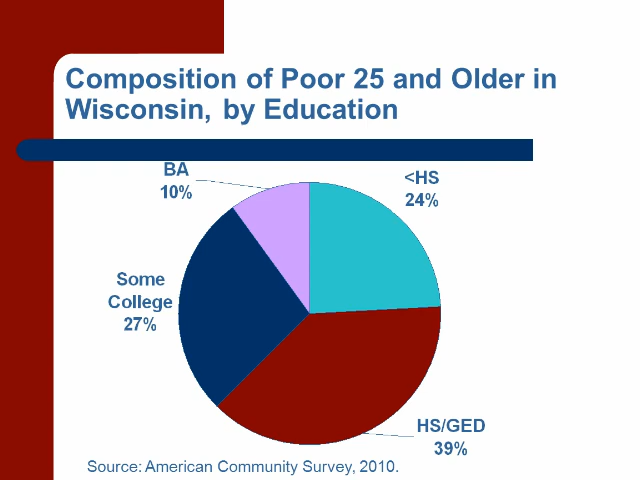 Composition of Poor 25 and Older in
Wisconsin, by Education
BA
10%
<HS
24%
Some
College
27%
HS/GED
39%
Source: American Community Survey, 2010.